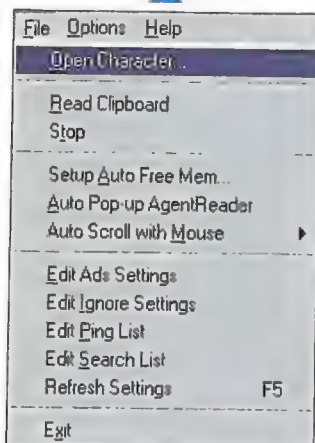 File Options Help
Open Character...
Read Clipboard
Stop
Setup Auto Free Mem...
Auto Pop-up AgentReader
Auto Scroll with Mouse
Edit Ads Settings
Edit Ignore Settings
Edit Ping List
Edit Search List
Refresh Settings F5
Exit